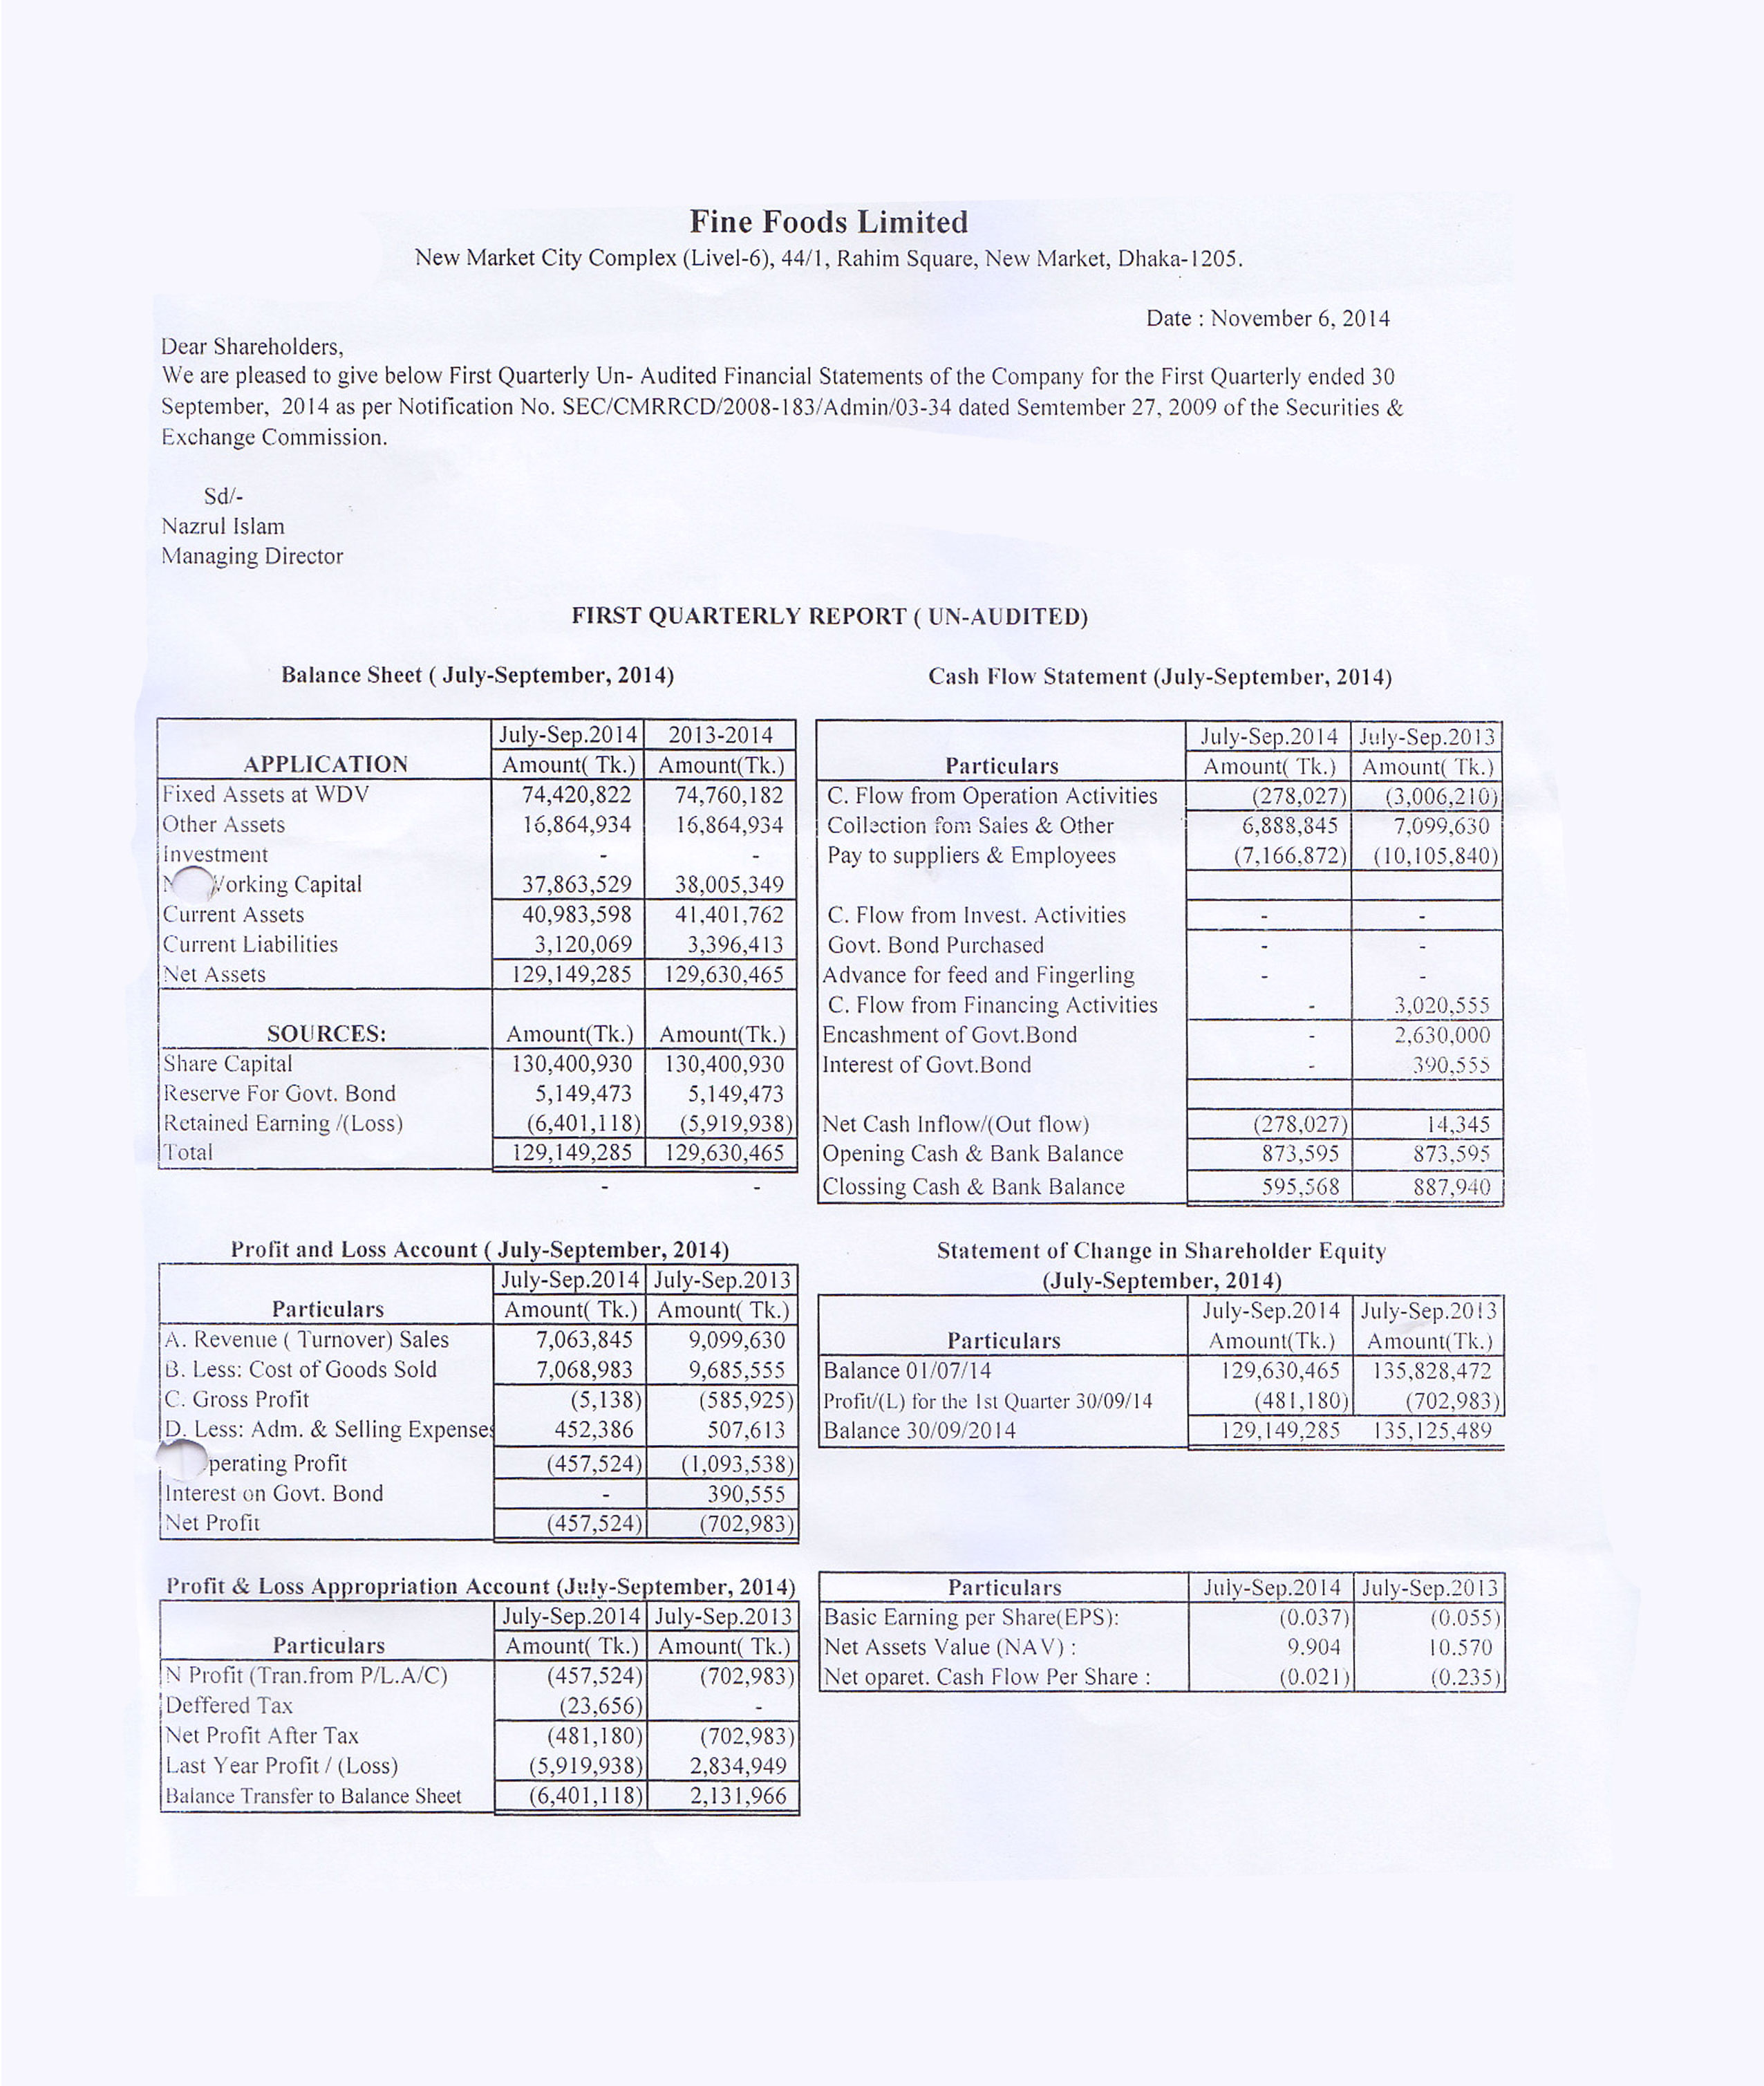 Fine Foods Limited
New Market City Complex (Livel-6), 44/1, Rahim Square, New Market, Dhaka-1205.
Date : November 6, 2014
Dear Shareholders,
We are pleased to give below First Quarterly Un- Audited Financial Statements of the Company for the First Quarterly ended 30
September, 2014 as per Notification No. SEC/CMRRCD/2008-183/Admin/03-34 dated Semtember 27, 2009 of the Securities &
Exchange Commission.
Sd/-
Nazrul Islam
Managing Director
FIRST QUARTERLY REPORT ( UN-AUDITED)
Balance Sheet ( July-September, 2014)
July-Sep.2014 2013-2014
APPLICATION Amount( Tk.) Amount(Tk.)
Fixed Assets at WDV 74,420,822 74,760,182
Other Assets 16,864,934 16,864,934
Investment - -
Working Capital 37,863,529 38,005,349
Current Assets 40,983,598 41,401,762
Current Liabilities 3,120,069 3,396,413
Net Assets 129,149,285 129,630,465
SOURCES: Amount(Tk.) Amount(Tk.)
Share Capital 130,400,930 130,400,930
Reserve For Govt. Bond 5,149,473 5,149,473
Retained Earning /(Loss) (6,401,118) (5,919,938)
Total 129,149,285 129,630,465
- -
Cash Flow Statement (July-September, 2014)
July-Sep.2014 July-Sep.2013
Particulars Amount( Tk.) Amount( Tk.)
C. Flow from Operation Activities (278,027) (3,006,210)
Collection fom Sales & Other 6,888,845 7,099,630
Pay to suppliers & Employees (7,166,872) (10,105,840)
C. Flow from Invest. Activities - -
Govt. Bond Purchased - -
Advance for feed and Fingerling - -
C. Flow from Financing Activities - 3,020,555
Encashment of Govt.Bond - 2,630,000
Interest of Govt.Bond - 390,555
Net Cash Inflow/(Out flow) (278,027) 14,345
Opening Cash & Bank Balance 873,595 873,595
Clossing Cash & Bank Balance 595,568 887,940
Profit and Loss Account ( July-September, 2014)
July-Sep.2014 July-Sep.2013
Particulars Amount( Tk.) Amount( Tk.)
A. Revenue ( Turnover) Sales 7,063,845 9,099,630
B. Less: Cost of Goods Sold 7,068,983 9,685,555
C. Gross Profit (5,138) (585,925)
D. Less: Adm. & Selling Expenses 452,386 507,613
perating Profit (457,524) (1,093,538)
Interest on Govt. Bond - 390,555
Net Profit (457,524) (702,983)
Statement of Change in Shareholder Equity
(July-September, 2014)
July-Sep.2014 July-Sep.2013
Particulars Amount(Tk.) Amount(Tk.)
Balance 01/07/14 129,630,465 135,828,472
Profit/(L) for the 1st Quarter 30/09/14 (481,180) (702,983)
Balance 30/09/2014 129,149,285 135,125,489
Profit & Loss Appropriation Account (July-September, 2014)
July-Sep.2014 July-Sep.2013
Particulars Amount( Tk.) Amount( Tk.)
N Profit (Tran.from P/L.A/C) (457,524) (702,983)
Deffered Tax (23,656) -
Net Profit After Tax (481,180) (702,983)
Last Year Profit / (Loss) (5,919,938) 2,834,949
Balance Transfer to Balance Sheet (6,401,118) 2,131,966
Particulars July-Sep.2014 July-Sep.2013
Basic Earning per Share(EPS): (0.037) (0.055)
Net Assets Value (NAV) : 9.904 10.570
Net oparet. Cash Flow Per Share : (0.021) (0.235)